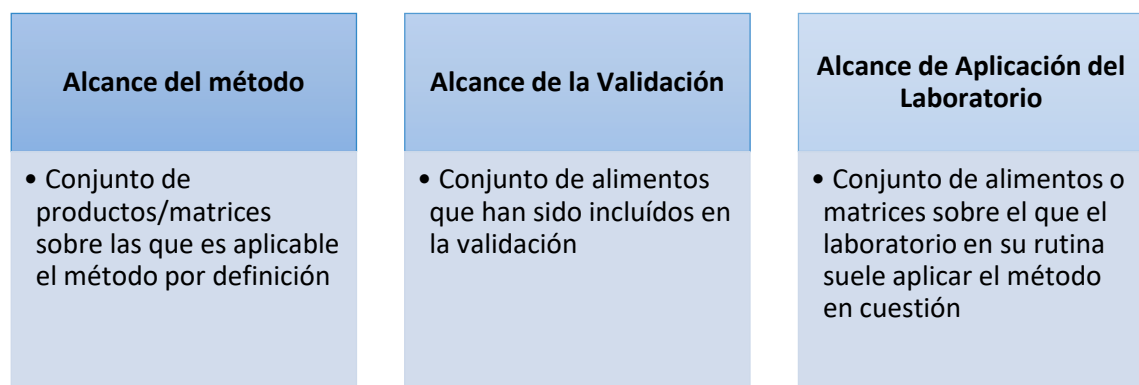 Alcance del método
• Conjunto de
productos/matrices
sobre las que es aplicable
el método por definición
Alcance de la Validación
• Conjunto de alimentos
que han sido incluídos en
la validación
Alcance de Aplicación del
Laboratorio
• Conjunto de alimentos o
matrices sobre el que el
laboratorio en su rutina
suele aplicar el método
en cuestión